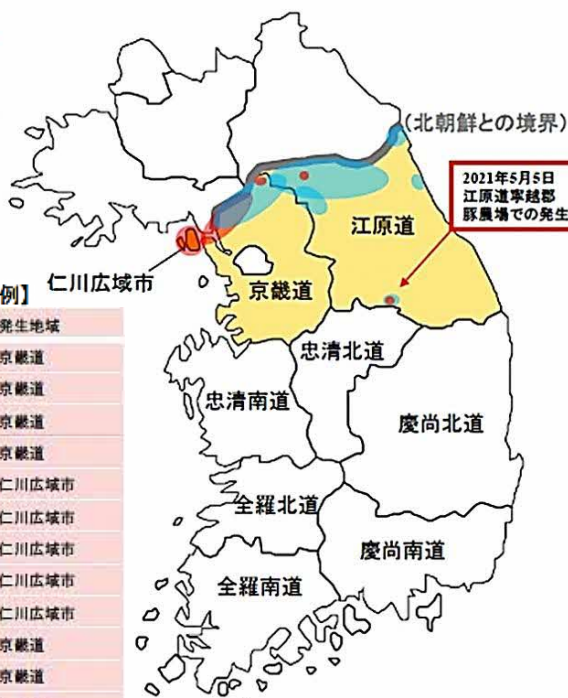 (北朝鮮との境界)
2021年5月5日
江原道寧越郡
豚農場での発生
江原道
仁川広域市
京畿道
例】
忠清北道
忠清南道
慶尚北道
全羅北道
慶尚南道
全羅南道
発生地域
京畿道
京畿道
京畿道
京畿道
仁川広域市
仁川広域市
仁川広域市
仁川広域市
仁川広域市
京畿道
京畿道